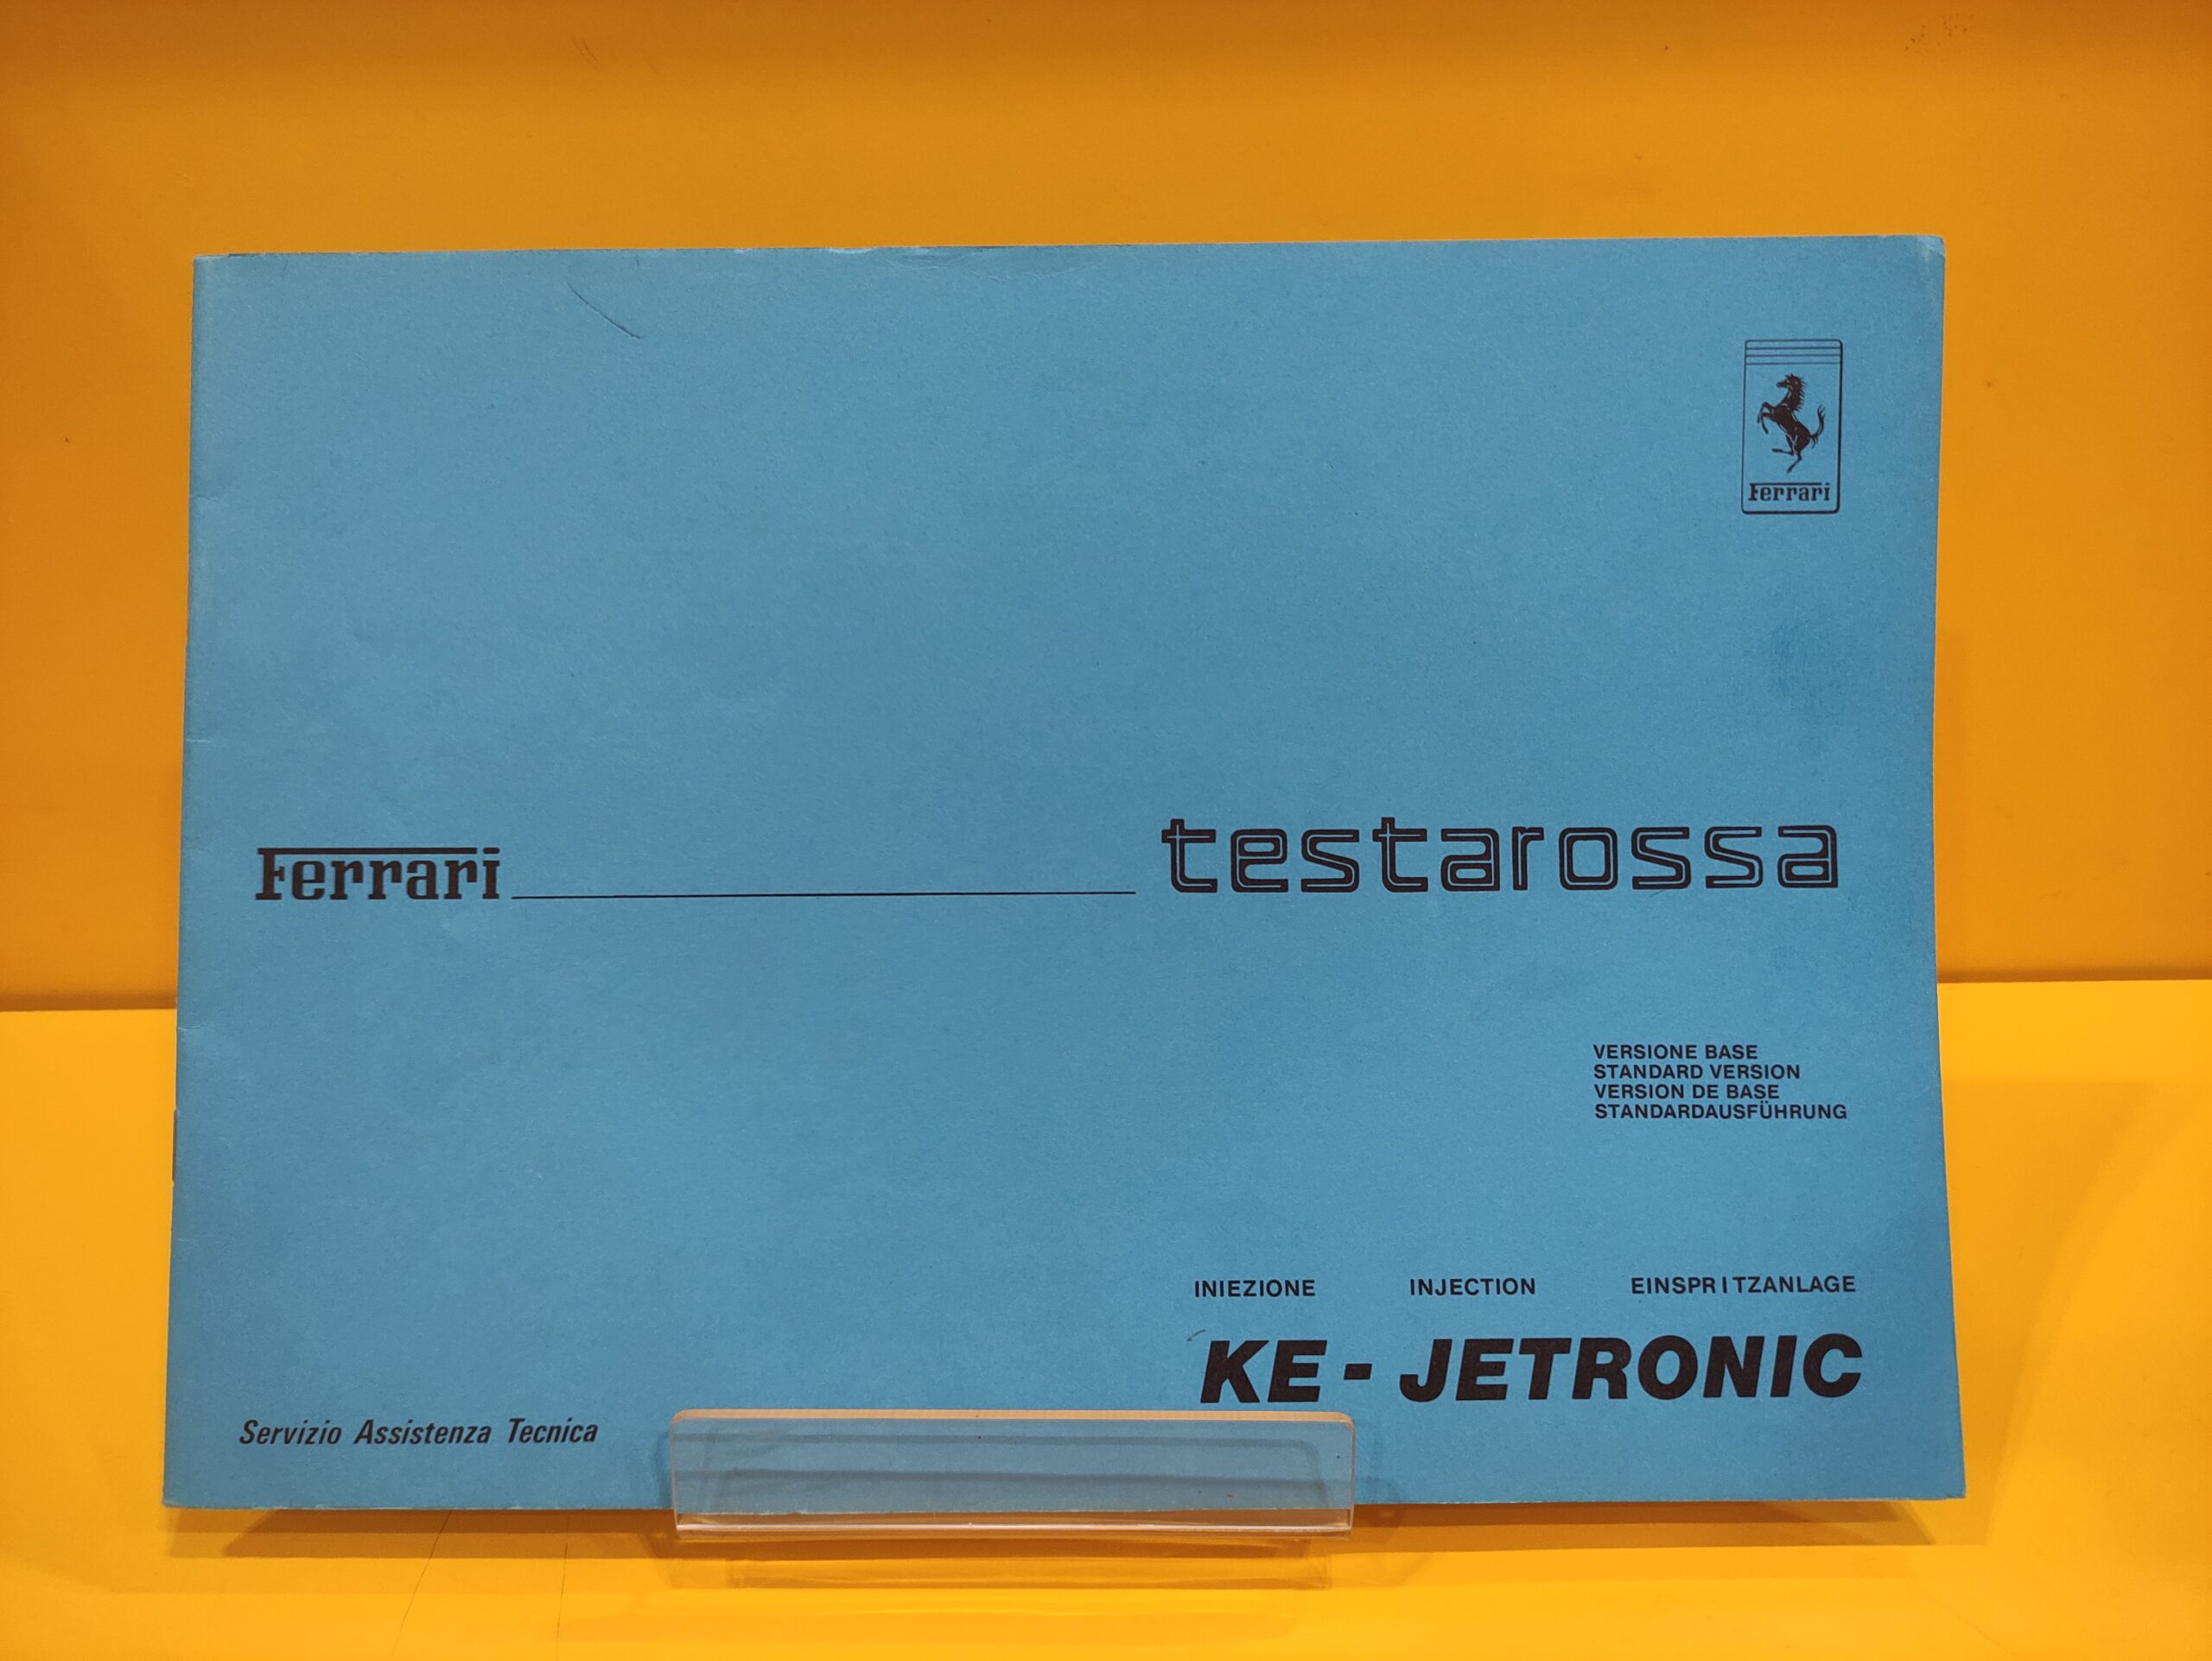 Ferrari
Ferrari
testarossa
VERSIONE BASE
STANDARD VERSION
VERSION DE BASE
STANDARDAUSFÜHRUNG
INIEZIONE INJECTION EINSPRITZANLAGE
KE - JETRONIC
Servizio Assistenza Tecnica